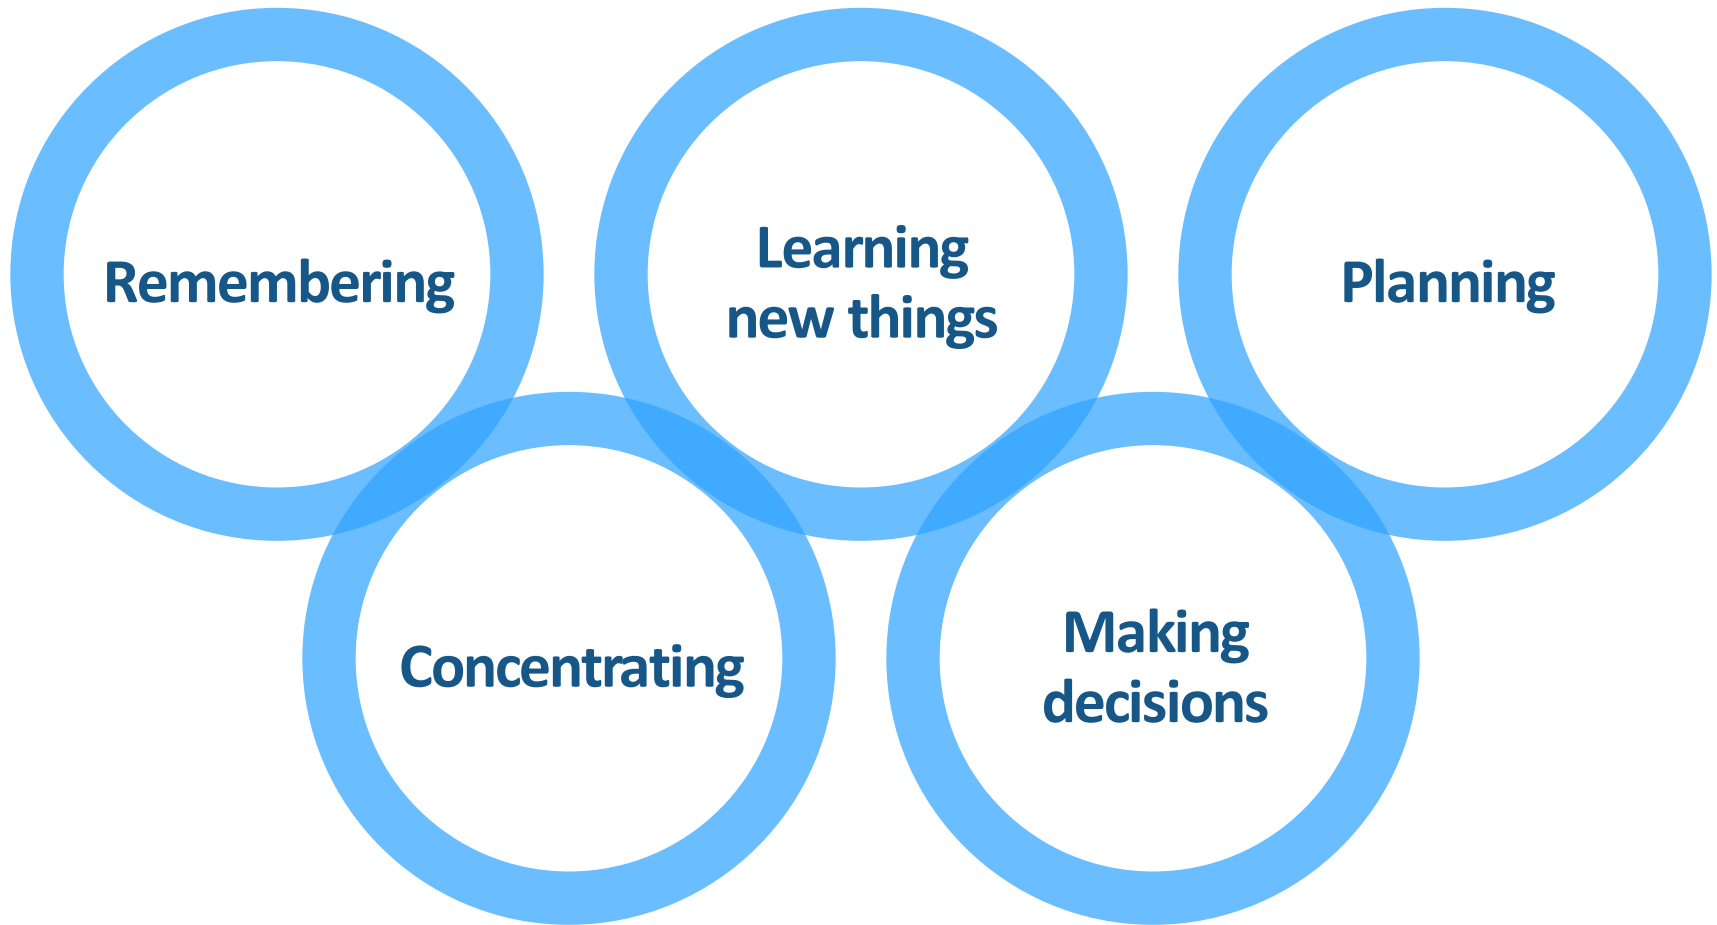 Remembering
Learning
new things
Planning
Concentrating
Making
decisions